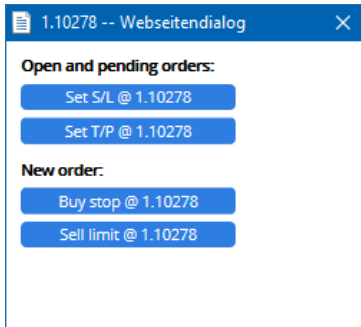 1.10278 -- Webseitendialog
Open and pending orders:
Set S/L @ 1.10278
Set T/P @ 1.10278
New order:
Buy stop @ 1.10278
Sell limit @ 1.10278